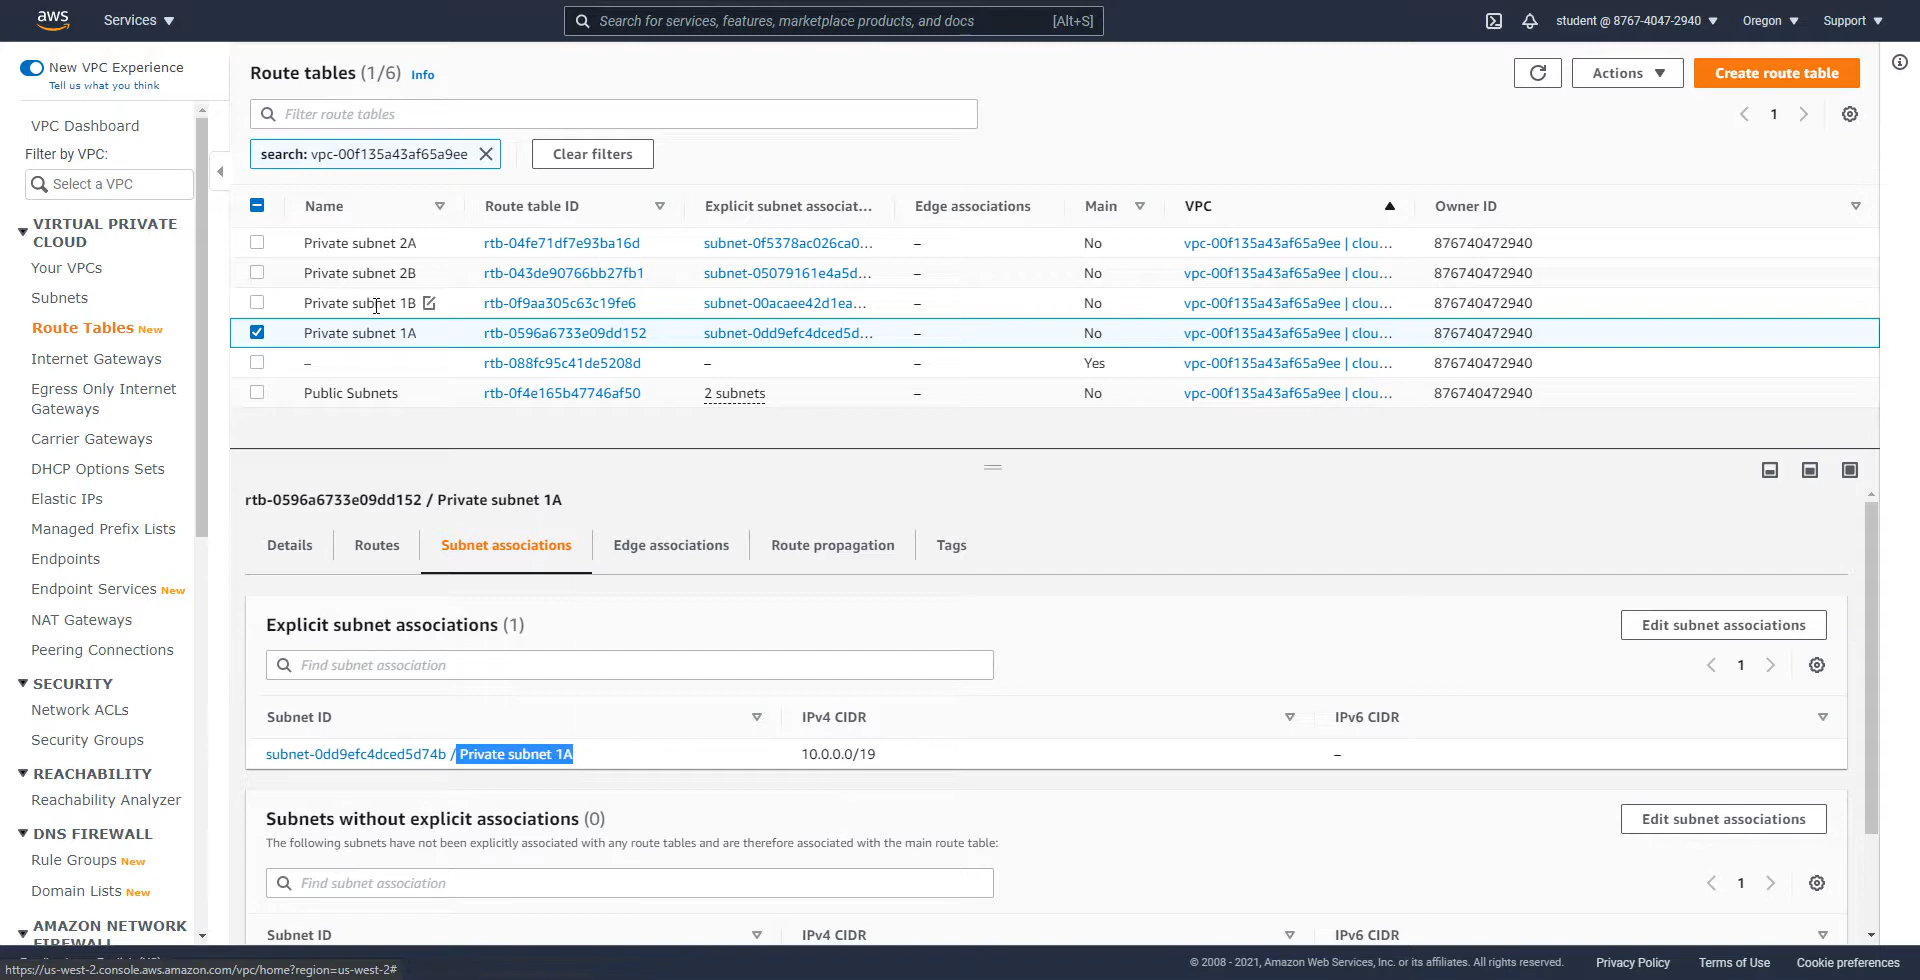 aws Services Search for services, features, marketplace products, and docs [Alt+S] student @ 8767-4047-2940 Oregon Support
New VPC Experience
Tell us what you think
VPC Dashboard
Filter by VPC:
Select a VPC
VIRTUAL PRIVATE CLOUD
Your VPCs
Subnets
Route Tables New
Internet Gateways
Egress Only Internet Gateways
Carrier Gateways
DHCP Options Sets
Elastic IPs
Managed Prefix Lists
Endpoints
Endpoint Services New
NAT Gateways
Peering Connections
SECURITY
Network ACLs
Security Groups
REACHABILITY
Reachability Analyzer
DNS FIREWALL
Rule Groups New
Domain Lists New
AMAZON NETWORK FIREWALL
Route tables (1/6) Info
Actions Create route table
Filter route tables
1
search: vpc-00f135a43af65a9ee Clear filters
Name Route table ID Explicit subnet associat... Edge associations Main VPC Owner ID
Private subnet 2A rtb-04fe71df7e93ba16d subnet-0f5378ac026ca0... – No vpc-00f135a43af65a9ee | clou... 876740472940
Private subnet 2B rtb-043de90766bb27fb1 subnet-05079161e4a5d... – No vpc-00f135a43af65a9ee | clou... 876740472940
Private subnet 1B rtb-0f9aa305c63c19fe6 subnet-00acaee42d1ea... – No vpc-00f135a43af65a9ee | clou... 876740472940
Private subnet 1A rtb-0596a6733e09dd152 subnet-0dd9efc4dced5d... – No vpc-00f135a43af65a9ee | clou... 876740472940
– rtb-088fc95c41de5208d – – Yes vpc-00f135a43af65a9ee | clou... 876740472940
Public Subnets rtb-0f4e165b47746af50 2 subnets – No vpc-00f135a43af65a9ee | clou... 876740472940
rtb-0596a6733e09dd152 / Private subnet 1A
Details Routes Subnet associations Edge associations Route propagation Tags
Explicit subnet associations (1) Edit subnet associations
Find subnet association 1
Subnet ID IPv4 CIDR IPv6 CIDR
subnet-0dd9efc4dced5d74b / Private subnet 1A 10.0.0.0/19 –
Subnets without explicit associations (0) Edit subnet associations
The following subnets have not been explicitly associated with any route tables and are therefore associated with the main route table:
Find subnet association 1
Subnet ID IPv4 CIDR IPv6 CIDR
https://us-west-2.console.aws.amazon.com/vpc/home?region=us-west-2#
© 2008 - 2021, Amazon Web Services, Inc. or its affiliates. All rights reserved. Privacy Policy Terms of Use Cookie preferences